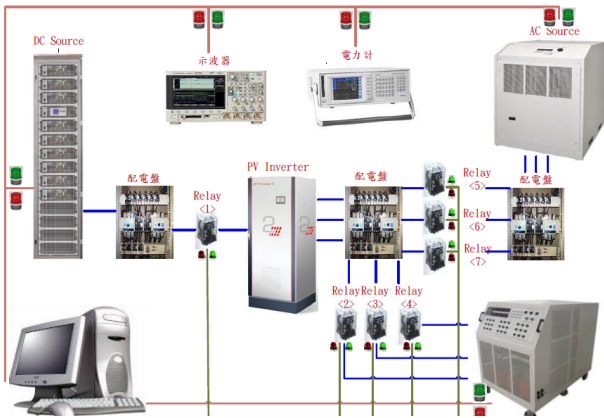 DC Source
示波器
電力計
AC Source
配電盤
Relay
<1>
PV Inverter
配電盤
Relay
<5>
Relay
<6>
Relay
<7>
配電盤
Relay
<2>
Relay
<3>
Relay
<4>